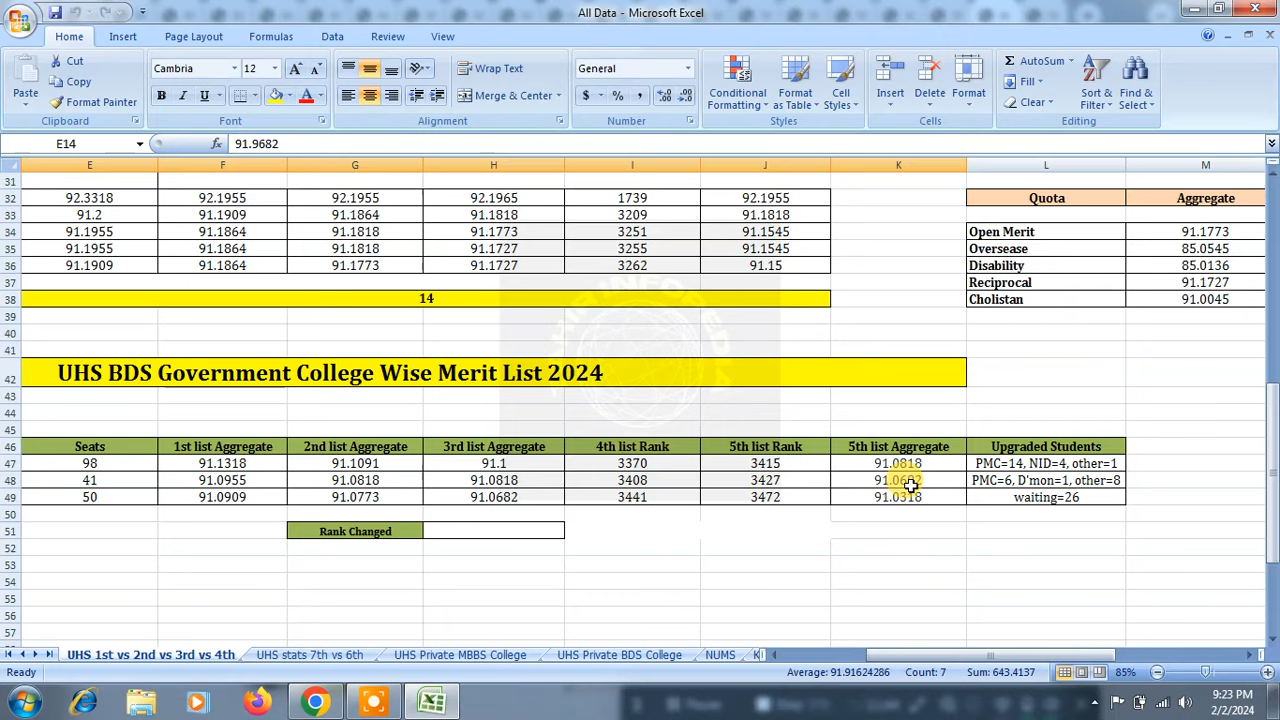 All Data - Microsoft Excel
Home Insert Page Layout Formulas Data Review View
Paste Cut Copy Format Painter
Cambria 12 A A
B I U
Wrap Text
Merge & Center
General
$ % ,
Conditional Formatting Format as Table Cell Styles
Insert Delete Format
Σ AutoSum Fill Clear
Sort & Filter Find & Select
Clipboard Font Alignment Number Styles Cells Editing
E14 fx 91.9682
E F G H I J K L M
31
32 92.3318 92.1955 92.1955 92.1965 1739 92.1955 Quota Aggregate
33 91.2 91.1909 91.1864 91.1818 3209 91.1818
34 91.1955 91.1864 91.1818 91.1773 3251 91.1545 Open Merit 91.1773
35 91.1955 91.1864 91.1818 91.1727 3255 91.1545 Oversease 85.0545
36 91.1909 91.1864 91.1773 91.1727 3262 91.15 Disability 85.0136
37 Reciprocal 91.1727
38 14 Cholistan 91.0045
39
40
41
42 UHS BDS Government College Wise Merit List 2024
43
44
45
46 Seats 1st list Aggregate 2nd list Aggregate 3rd list Aggregate 4th list Rank 5th list Rank 5th list Aggregate Upgraded Students
47 98 91.1318 91.1091 91.1 3370 3415 91.0818 PMC=14, NID=4, other=1
48 41 91.0955 91.0818 91.0818 3408 3427 91.0682 PMC=6, D'mon=1, other=8
49 50 91.0909 91.0773 91.0682 3441 3472 91.0318 waiting=26
50
51 Rank Changed
52
53
54
55
56
57
UHS 1st vs 2nd vs 3rd vs 4th UHS stats 7th vs 6th UHS Private MBBS College UHS Private BDS College NUMS K
Ready Average: 91.91624286 Count: 7 Sum: 643.4137 85%
9:23 PM
2/2/2024